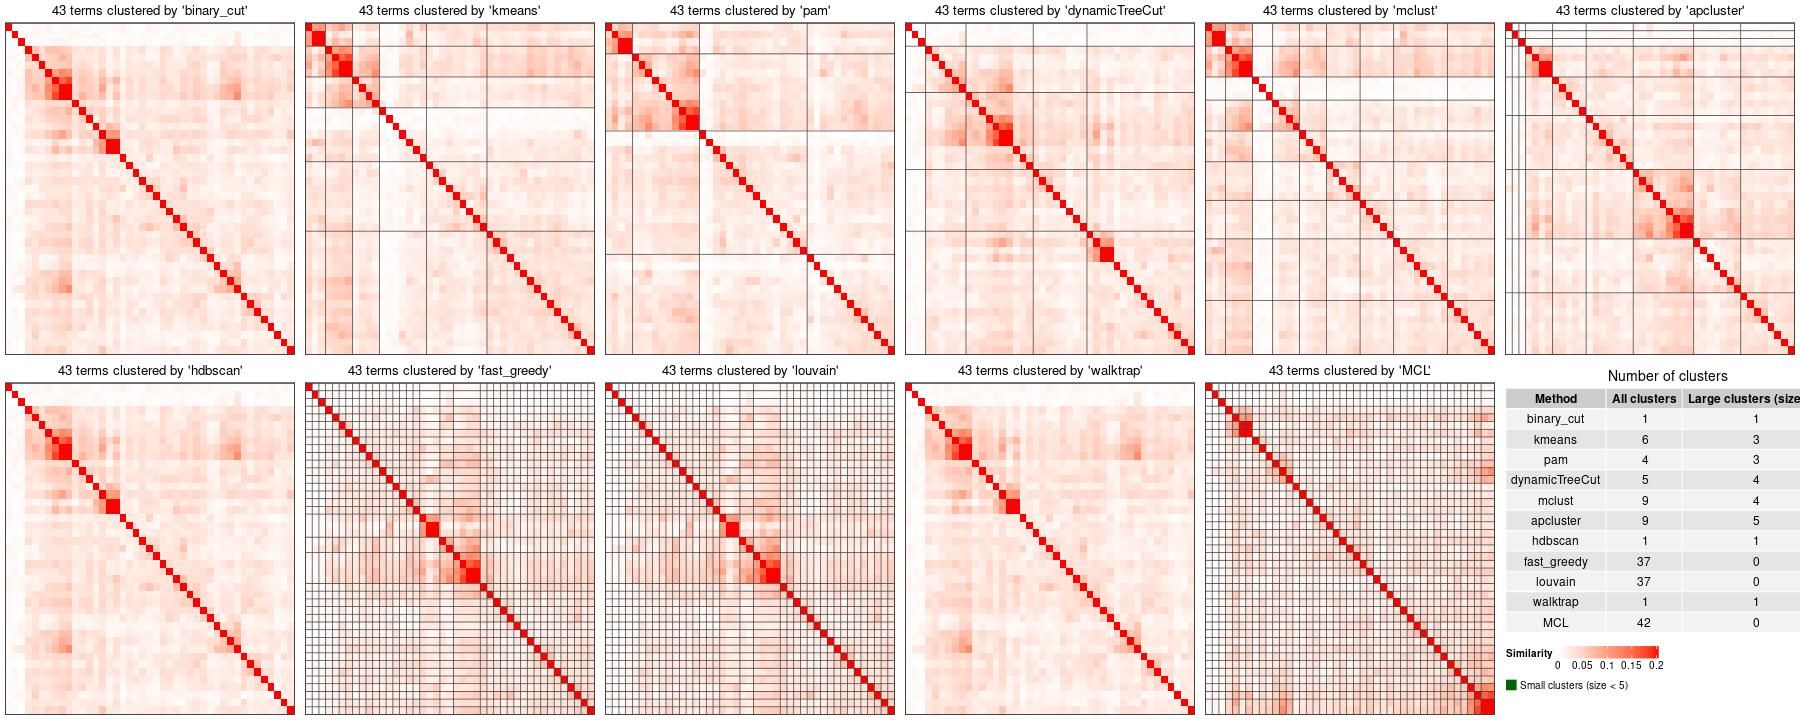 43 terms clustered by 'binary_cut'
43 terms clustered by 'kmeans'
43 terms clustered by 'pam'
43 terms clustered by 'dynamicTreeCut'
43 terms clustered by 'mclust'
43 terms clustered by 'apcluster'
43 terms clustered by 'hdbscan'
43 terms clustered by 'fast_greedy'
43 terms clustered by 'louvain'
43 terms clustered by 'walktrap'
43 terms clustered by 'MCL'
Number of clusters
Method All clusters Large clusters (size
binary_cut 1 1
kmeans 6 3
pam 4 3
dynamicTreeCut 5 4
mclust 9 4
apcluster 9 5
hdbscan 1 1
fast_greedy 37 0
louvain 37 0
walktrap 1 1
MCL 42 0
Similarity
0 0.05 0.1 0.15 0.2
Small clusters (size < 5)